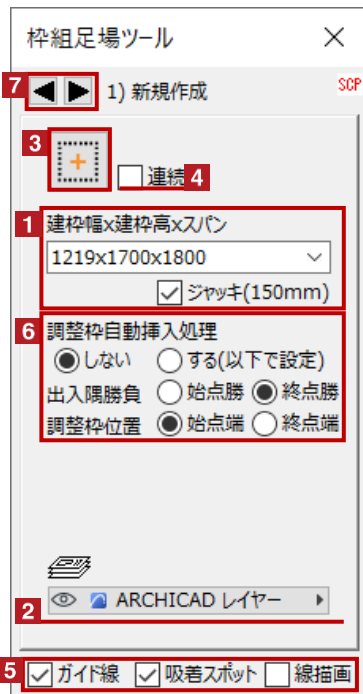 枠組足場ツール
7 1) 新規作成 SCP
3
連続 4
1 建枠幅x建枠高xスパン
1219x1700x1800
ジャッキ(150mm)
6 調整枠自動挿入処理
しない する(以下で設定)
出入隅勝負 始点勝 終点勝
調整枠位置 始点端 終点端
2 ARCHICAD レイヤー
5 ガイド線 吸着スポット 線描画